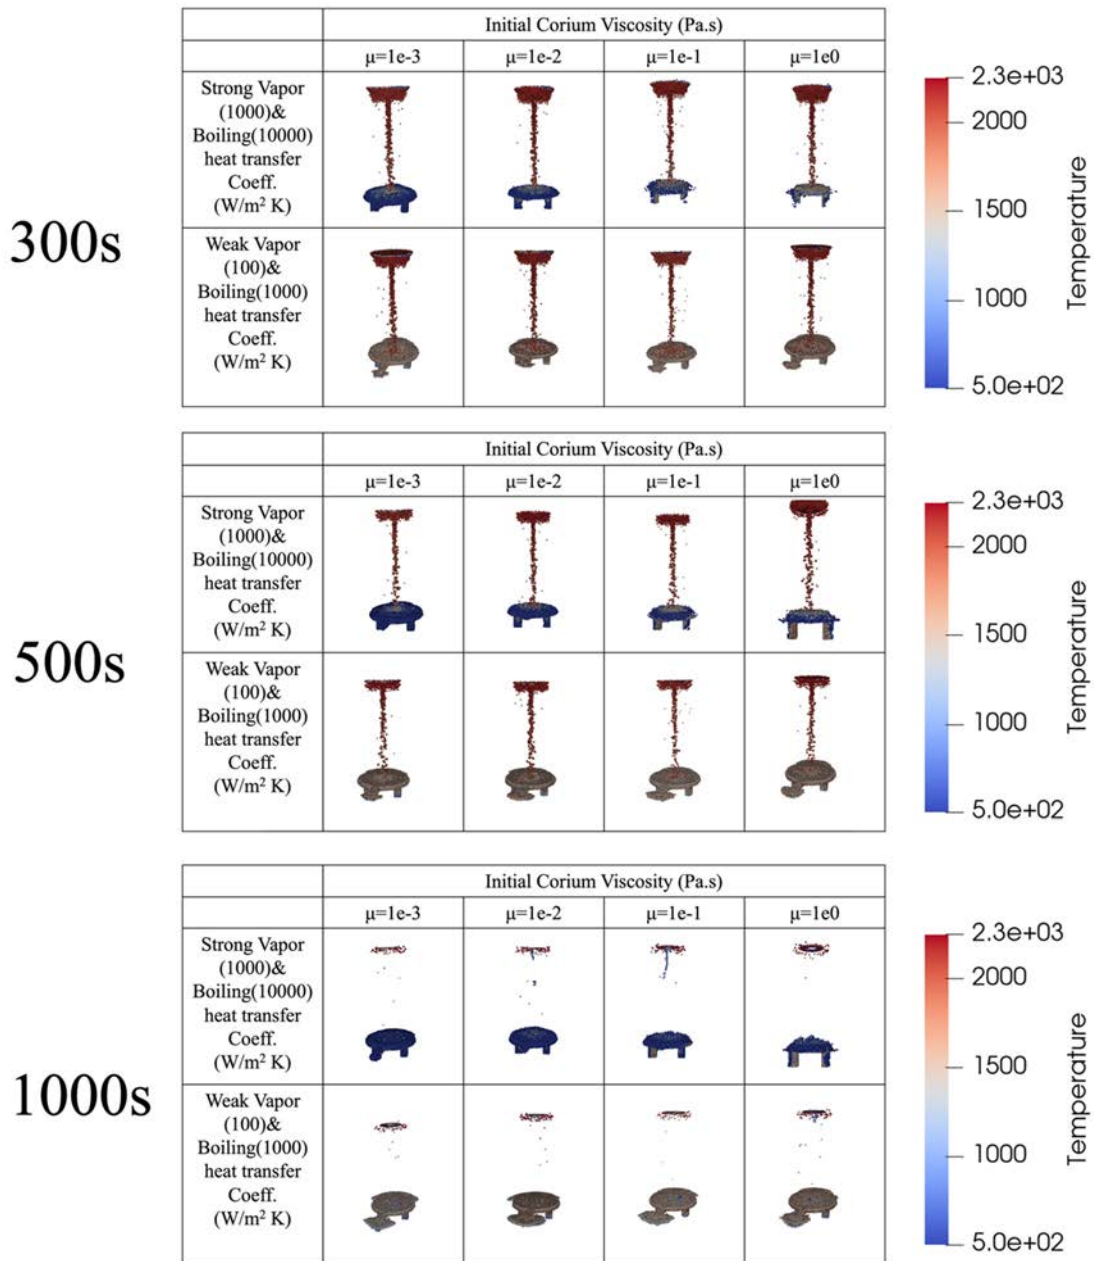 300s
Initial Corium Viscosity (Pa.s)
μ=1e-3 μ=1e-2 μ=1e-1 μ=1e0
Strong Vapor
(1000)&
Boiling(10000)
heat transfer
Coeff.
(W/m² K)
Weak Vapor
(100)&
Boiling(1000)
heat transfer
Coeff.
(W/m² K)
2.3e+03
2000
1500
1000
5.0e+02
Temperature
500s
Initial Corium Viscosity (Pa.s)
μ=1e-3 μ=1e-2 μ=1e-1 μ=1e0
Strong Vapor
(1000)&
Boiling(10000)
heat transfer
Coeff.
(W/m² K)
Weak Vapor
(100)&
Boiling(1000)
heat transfer
Coeff.
(W/m² K)
2.3e+03
2000
1500
1000
5.0e+02
Temperature
1000s
Initial Corium Viscosity (Pa.s)
μ=1e-3 μ=1e-2 μ=1e-1 μ=1e0
Strong Vapor
(1000)&
Boiling(10000)
heat transfer
Coeff.
(W/m² K)
Weak Vapor
(100)&
Boiling(1000)
heat transfer
Coeff.
(W/m² K)
2.3e+03
2000
1500
1000
5.0e+02
Temperature